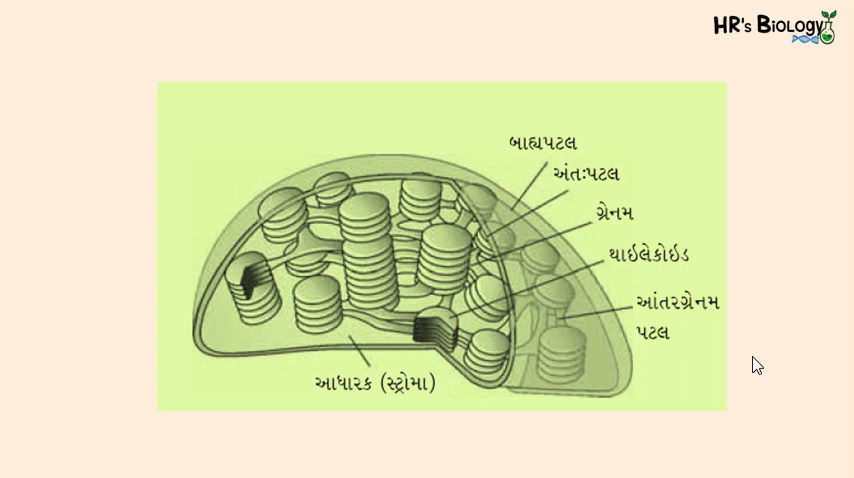 HR's BIOLOGY
બાહ્યપટલ
અંતઃપટલ
ગ્રેનમ
થાઇલેકોઇડ
આંતરગ્રેનમ
પટલ
આધારક (સ્ટ્રોમા)